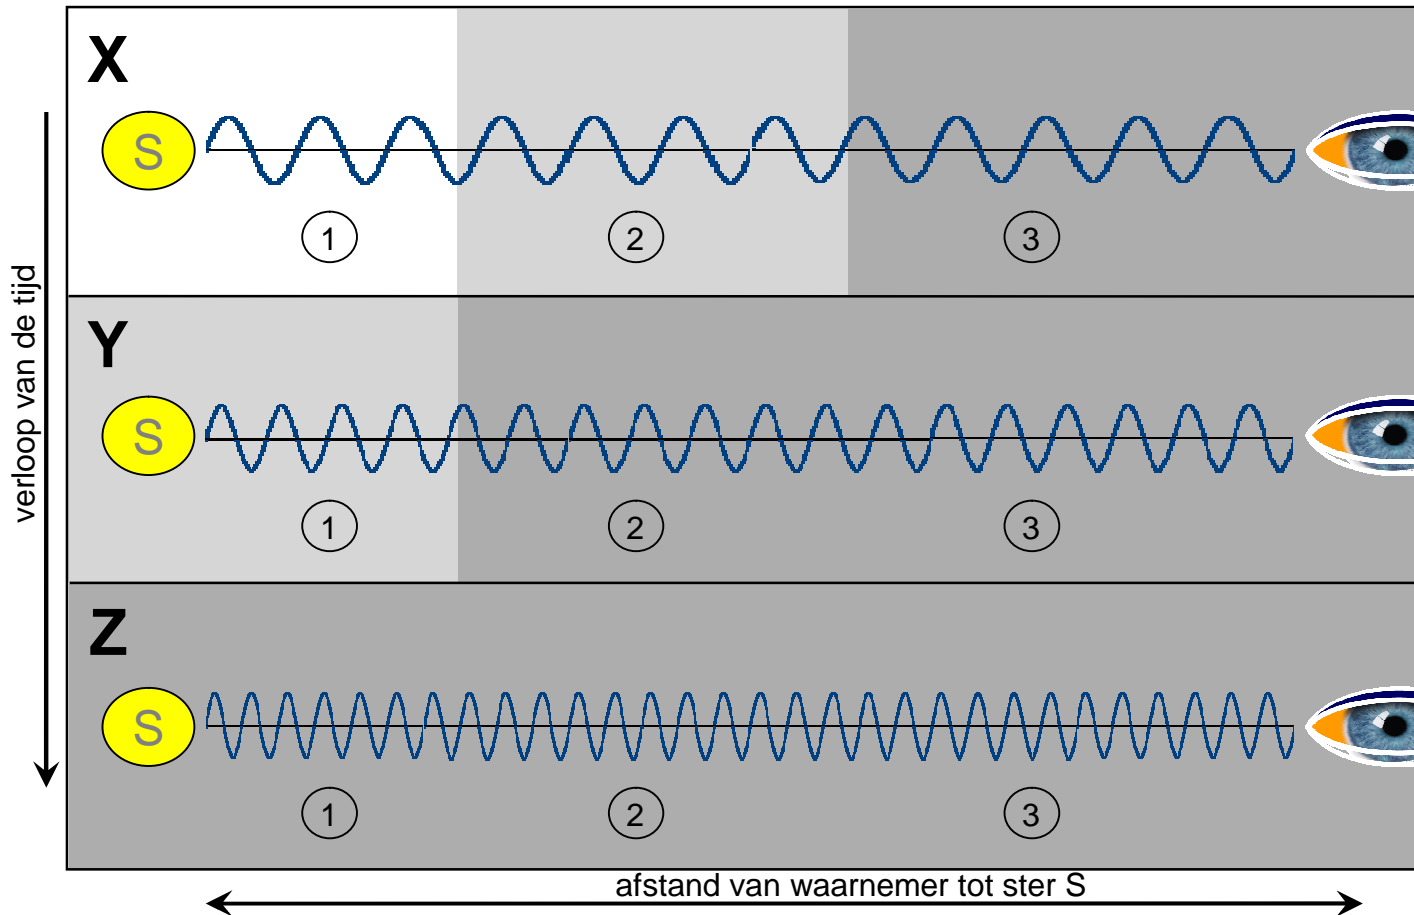 X
S
1 2 3
verloop van de tijd
Y
S
1 2 3
Z
S
1 2 3
afstand van waarnemer tot ster S